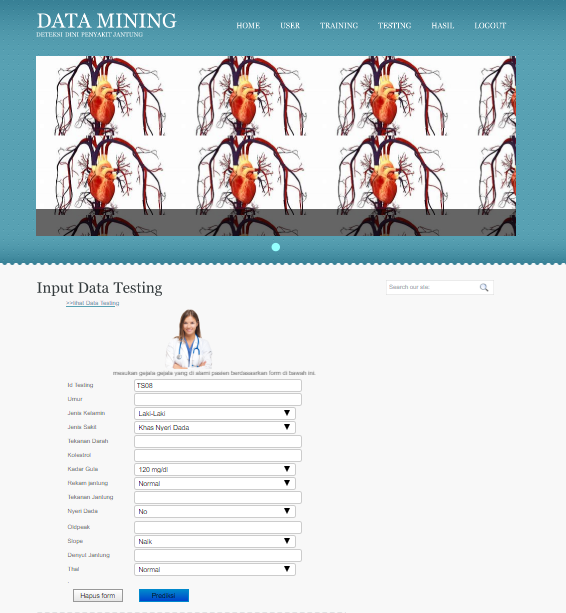 DATA MINING
DETEKSI DINI PENYAKIT JANTUNG
HOME USER TRAINING TESTING HASIL LOGOUT
Input Data Testing
Search our site:
>>lihat Data Testing
masukan gejala gejala yang di alami pasien berdasarkan form di bawah ini.
Id Testing TS08
Umur
Jenis Kelamin Laki-Laki
Jenis Sakit Khas Nyeri Dada
Tekanan Darah
Kolestrol
Kadar Gula 120 mg/dl
Rekam jantung Normal
Tekanan Jantung
Nyeri Dada No
Oldpeak
Slope Naik
Denyut Jantung
Thal Normal
Hapus form Prediksi